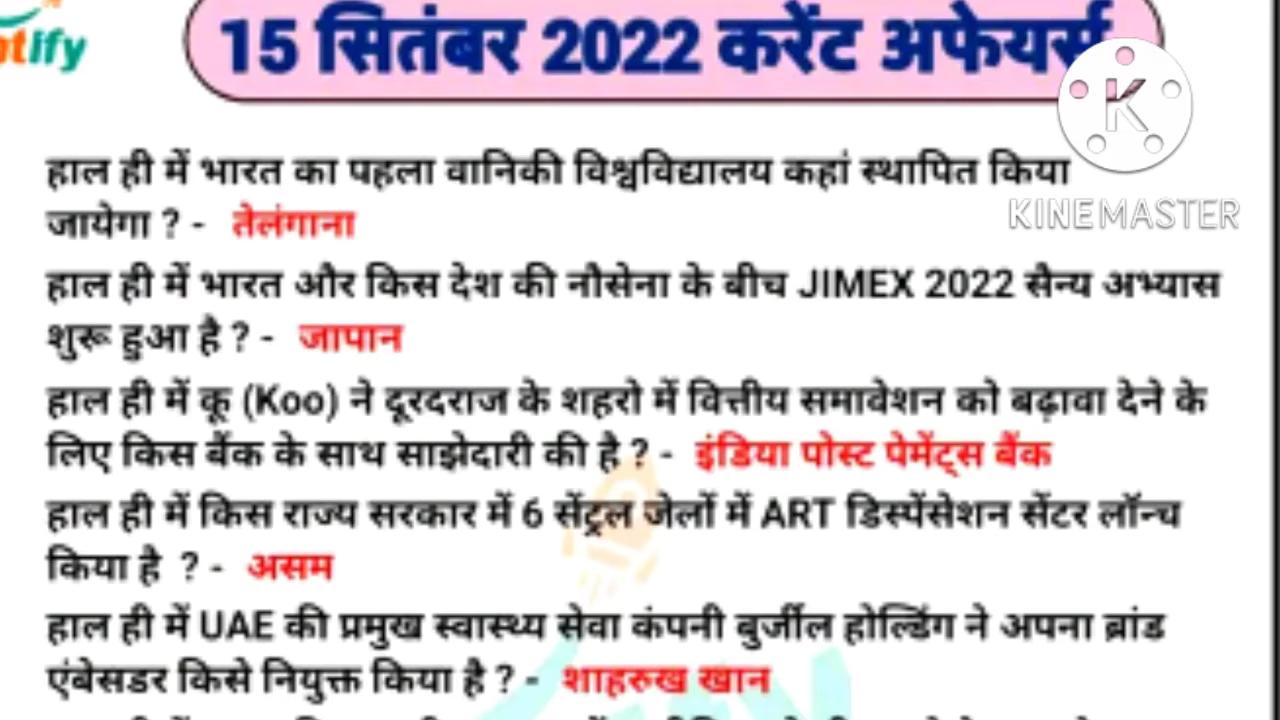 15 सितंबर 2022 करेंट अफेयर्स
KINEMASTER
हाल ही में भारत का पहला वानिकी विश्वविद्यालय कहां स्थापित किया
जायेगा ? - तेलंगाना
हाल ही में भारत और किस देश की नौसेना के बीच JIMEX 2022 सैन्य अभ्यास
शुरू हुआ है ? - जापान
हाल ही में कू (Koo) ने दूरदराज के शहरो में वित्तीय समावेशन को बढ़ावा देने के
लिए किस बैंक के साथ साझेदारी की है ? - इंडिया पोस्ट पेमेंट्स बैंक
हाल ही में किस राज्य सरकार में 6 सेंट्रल जेलों में ART डिस्पेंसेशन सेंटर लॉन्च
किया है ? - असम
हाल ही में UAE की प्रमुख स्वास्थ्य सेवा कंपनी बुर्जील होल्डिंग ने अपना ब्रांड
एंबेसडर किसे नियुक्त किया है ? - शाहरुख खान